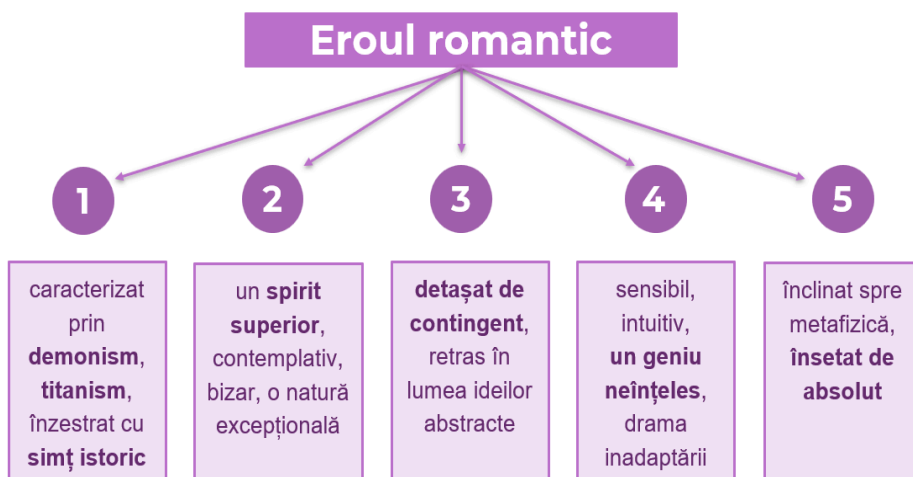 Eroul romantic
1
2
3
4
5
caracterizat
prin
demonism,
titanism,
înzestrat cu
simț istoric
un spirit
superior,
contemplativ,
bizar, o natură
excepțională
detașat de
contingent,
retras în
lumea ideilor
abstracte
sensibil,
intuitiv,
un geniu
neînțeles,
drama
inadaptării
înclinat spre
metafizică,
însetat de
absolut